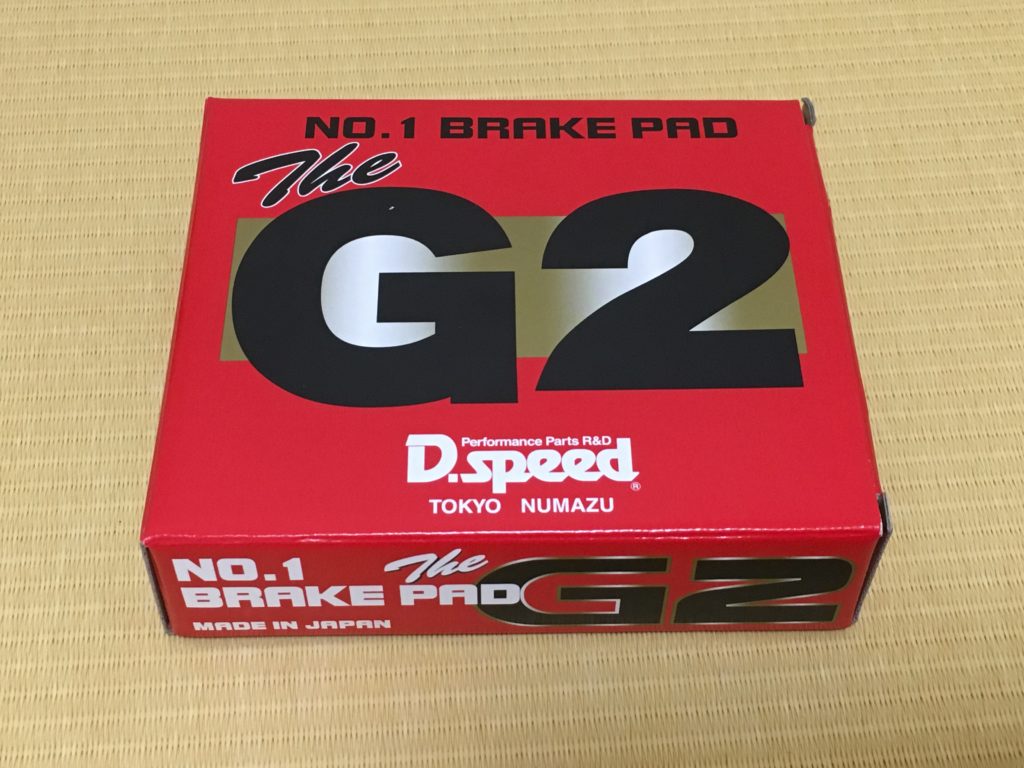 NO.1 BRAKE PAD
The
G2
Performance Parts R&D
D.speed®
TOKYO NUMAZU
NO.1 The
BRAKE PAD G2
MADE IN JAPAN